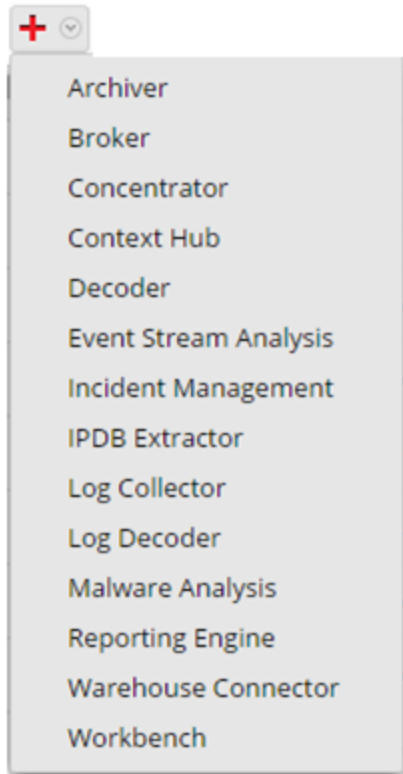 Archiver
Broker
Concentrator
Context Hub
Decoder
Event Stream Analysis
Incident Management
IPDB Extractor
Log Collector
Log Decoder
Malware Analysis
Reporting Engine
Warehouse Connector
Workbench